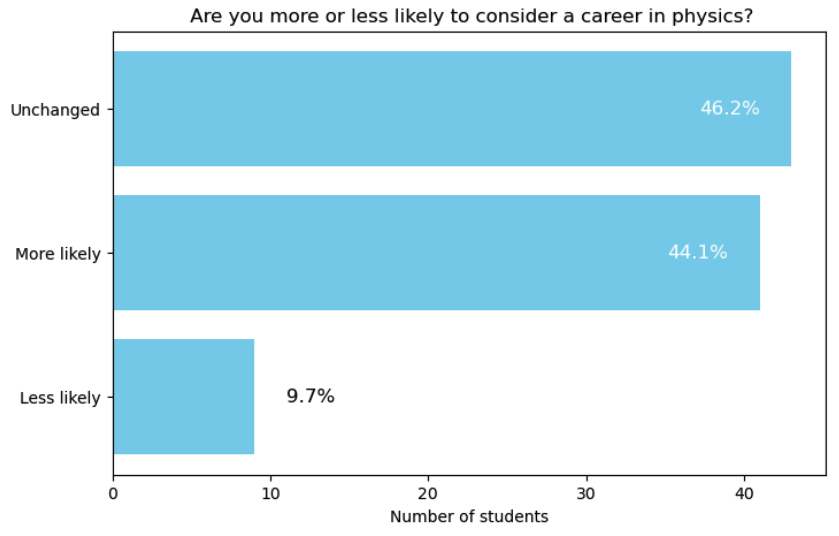 Are you more or less likely to consider a career in physics?
Unchanged
46.2%
More likely
44.1%
Less likely
9.7%
0 10 20 30 40
Number of students